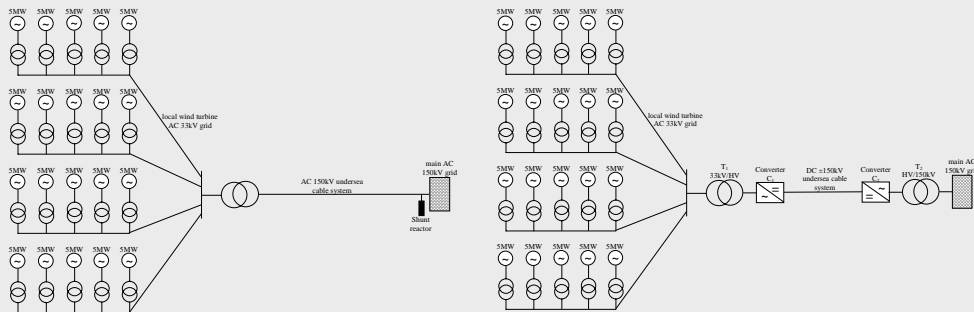 5MW 5MW 5MW 5MW 5MW
5MW 5MW 5MW 5MW 5MW
local wind turbine
AC 33kV grid
5MW 5MW 5MW 5MW 5MW
AC 150kV undersea
cable system
main AC
150kV grid
Shunt
reactor
5MW 5MW 5MW 5MW 5MW
5MW 5MW 5MW 5MW 5MW
5MW 5MW 5MW 5MW 5MW
local wind turbine
AC 33kV grid
5MW 5MW 5MW 5MW 5MW
T₁
33kV/HV
Converter
C₁
DC ±150kV
undersea cable
system
Converter
C₂
T₂
HV/150kV
main AC
150kV grid
5MW 5MW 5MW 5MW 5MW